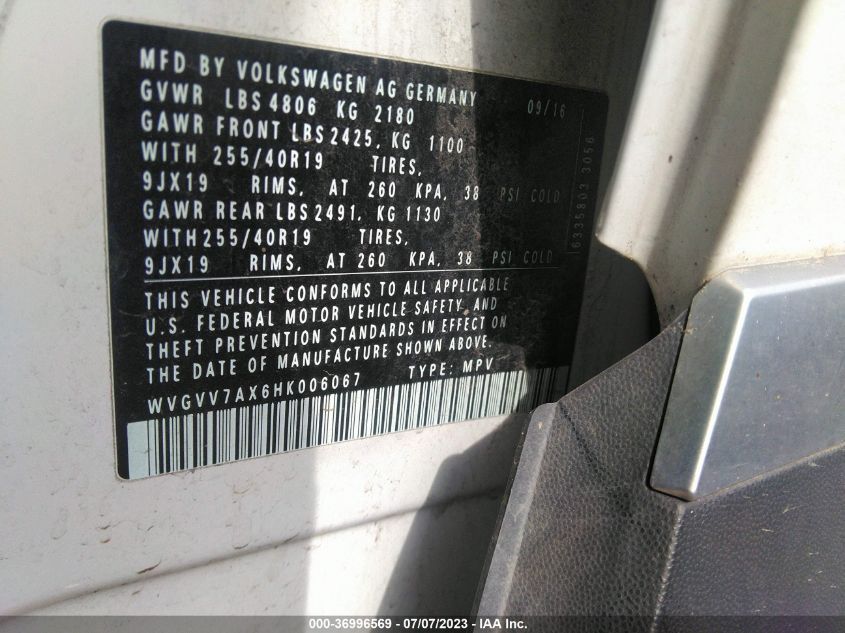 MFD BY VOLKSWAGEN AG GERMANY 09/16
GVWR LBS 4806 KG 2180
GAWR FRONT LBS 2425, KG 1100
WITH 255/40R19 TIRES,
9JX19 RIMS, AT 260 KPA, 38 PSI COLD
GAWR REAR LBS 2491, KG 1130
WITH 255/40R19 TIRES,
9JX19 RIMS, AT 260 KPA, 38 PSI COLD
6335803 3056
THIS VEHICLE CONFORMS TO ALL APPLICABLE
U.S. FEDERAL MOTOR VEHICLE SAFETY, AND
THEFT PREVENTION STANDARDS IN EFFECT ON
THE DATE OF MANUFACTURE SHOWN ABOVE.
WVGVV7AX6HK006067 TYPE: MPV
000-36996569 - 07/07/2023 - IAA Inc.